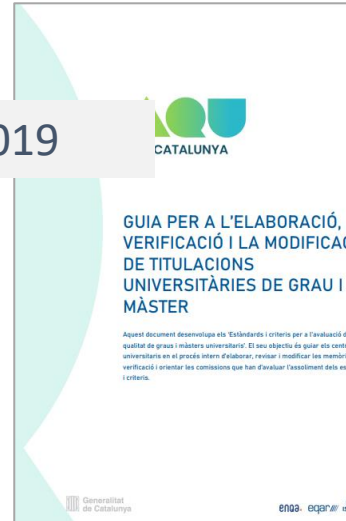 019
AQU
CATALUNYA
GUIA PER A L'ELABORACIÓ,
VERIFICACIÓ I LA MODIFICAC
DE TITULACIONS
UNIVERSITÀRIES DE GRAU I
MÀSTER
Aquest document desenvolupa els 'Estàndards i criteris per a l'avaluació d
qualitat de graus i màsters universitaris'. El seu objectiu és guiar els cent
universitaris en el procés intern d'elaborar, revisar i modificar les memòri
verificació i orientar les comissions que han d'avaluar l'assoliment dels es
i criteris.
Generalitat
de Catalunya
enqa. eqar